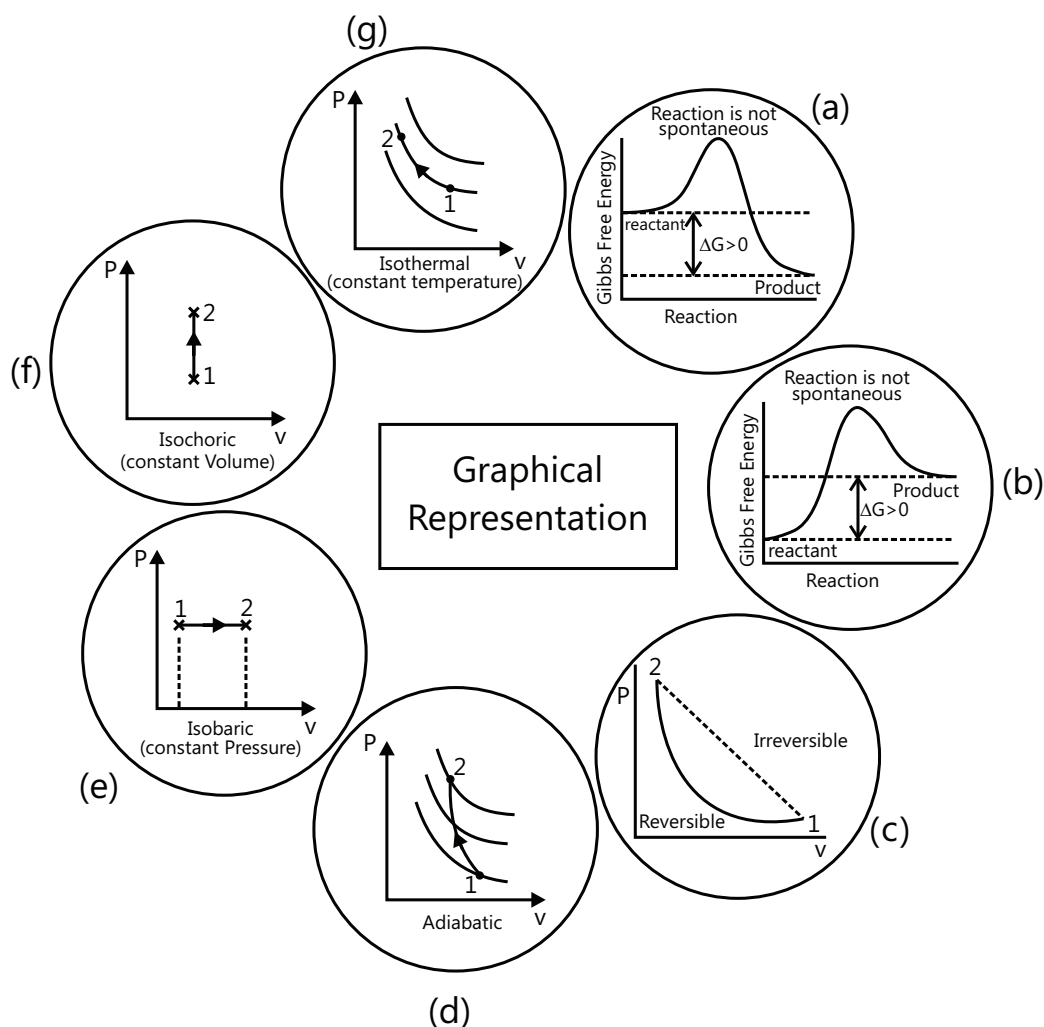 Graphical
Representation
(a)
Reaction is not
spontaneous
Gibbs Free Energy
reactant
ΔG>0
Product
Reaction
(b)
Reaction is not
spontaneous
Gibbs Free Energy
Product
ΔG>0
reactant
Reaction
(c)
2
P
Irreversible
Reversible
1
v
(d)
P
2
1
v
Adiabatic
(e)
P
1 2
v
Isobaric
(constant Pressure)
(f)
P
2
1
v
Isochoric
(constant Volume)
(g)
P
2
1
v
Isothermal
(constant temperature)